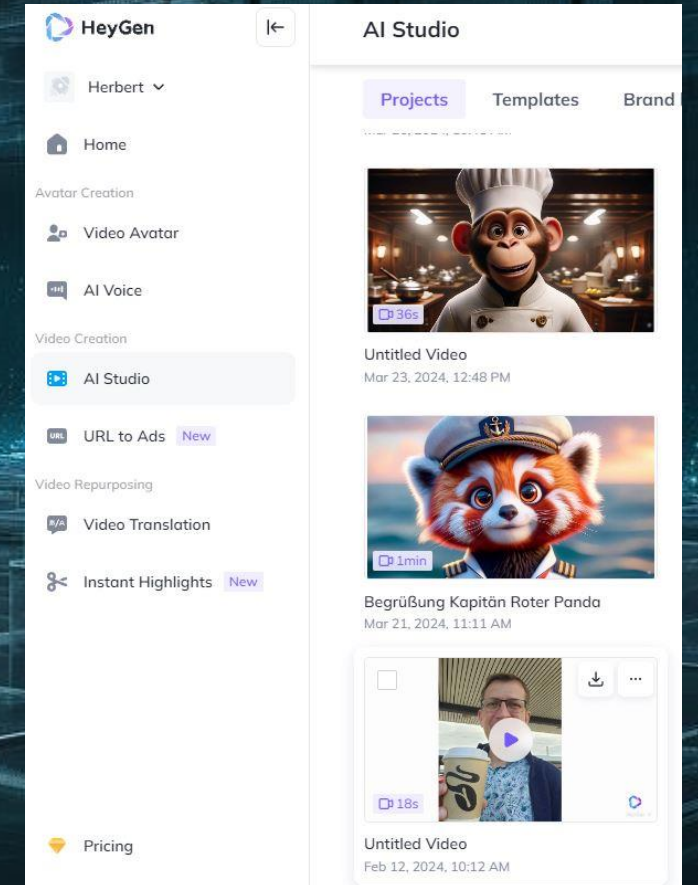 HeyGen
Herbert
Home
Avatar Creation
Video Avatar
AI Voice
Video Creation
AI Studio
URL
URL to Ads New
Video Repurposing
Video Translation
Instant Highlights New
Pricing
AI Studio
Projects Templates Brand
36s
Untitled Video
Mar 23, 2024, 12:48 PM
1min
Begrüßung Kapitän Roter Panda
Mar 21, 2024, 11:11 AM
18s
Untitled Video
Feb 12, 2024, 10:12 AM